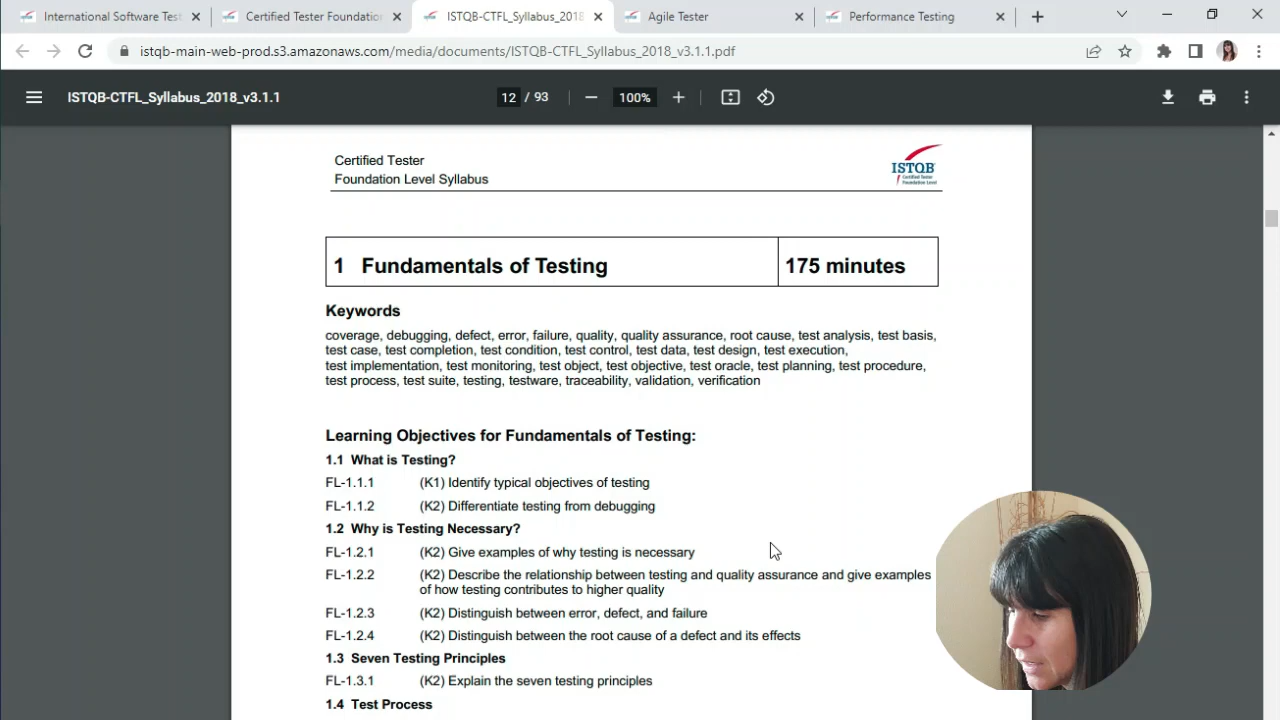 International Software Test
Certified Tester Foundation
ISTQB-CTFL_Syllabus_2018
Agile Tester
Performance Testing
istqb-main-web-prod.s3.amazonaws.com/media/documents/ISTQB-CTFL_Syllabus_2018_v3.1.1.pdf
ISTQB-CTFL_Syllabus_2018_v3.1.1
12 / 93
100%
Certified Tester
Foundation Level Syllabus
ISTQB
Certified Tester
Foundation Level
1 Fundamentals of Testing
175 minutes
Keywords
coverage, debugging, defect, error, failure, quality, quality assurance, root cause, test analysis, test basis,
test case, test completion, test condition, test control, test data, test design, test execution,
test implementation, test monitoring, test object, test objective, test oracle, test planning, test procedure,
test process, test suite, testing, testware, traceability, validation, verification
Learning Objectives for Fundamentals of Testing:
1.1 What is Testing?
FL-1.1.1 (K1) Identify typical objectives of testing
FL-1.1.2 (K2) Differentiate testing from debugging
1.2 Why is Testing Necessary?
FL-1.2.1 (K2) Give examples of why testing is necessary
FL-1.2.2 (K2) Describe the relationship between testing and quality assurance and give examples
of how testing contributes to higher quality
FL-1.2.3 (K2) Distinguish between error, defect, and failure
FL-1.2.4 (K2) Distinguish between the root cause of a defect and its effects
1.3 Seven Testing Principles
FL-1.3.1 (K2) Explain the seven testing principles
1.4 Test Process